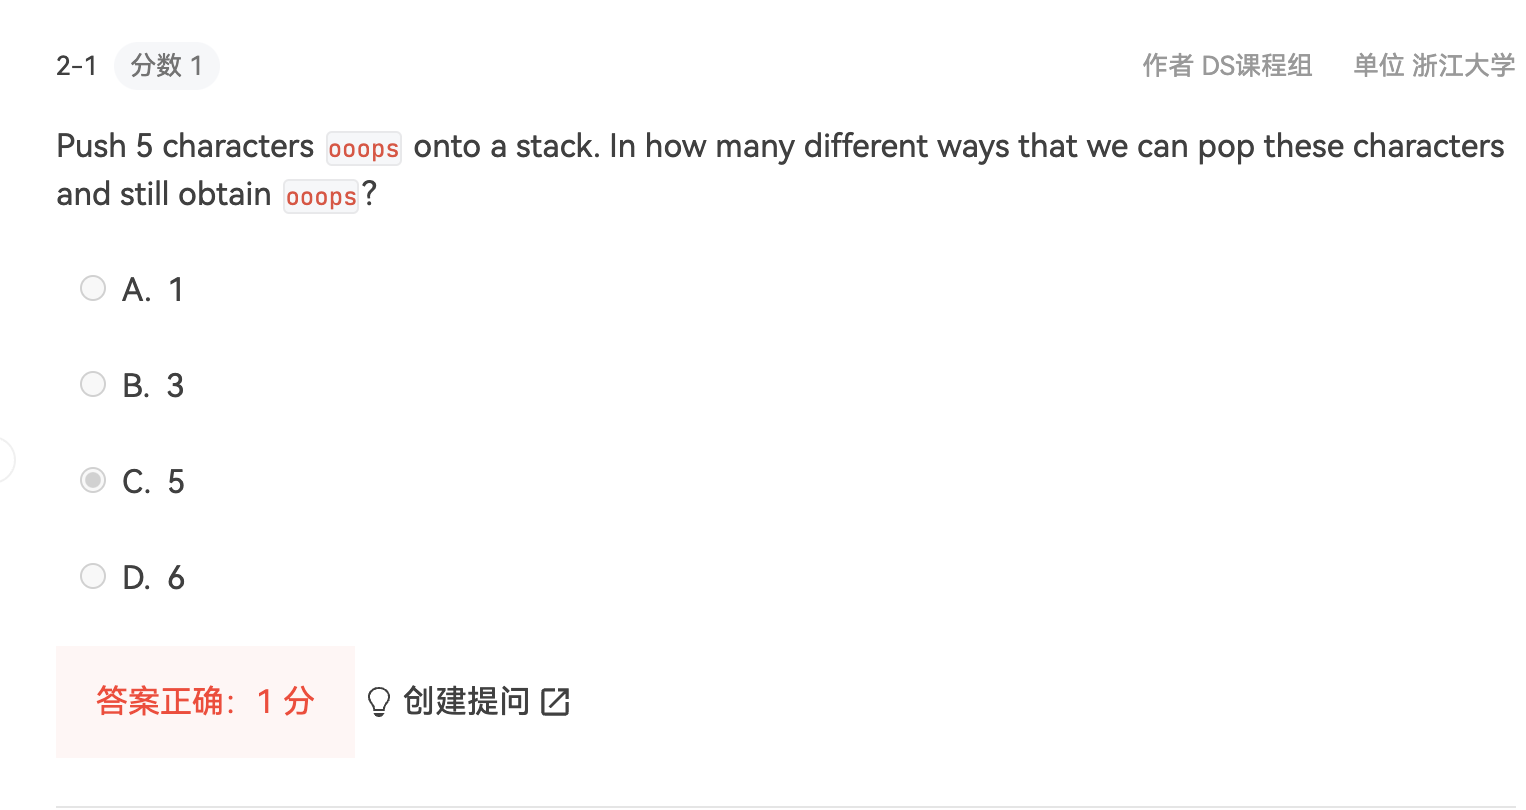 2-1 分数 1 作者 DS课程组 单位 浙江大学
Push 5 characters ooops onto a stack. In how many different ways that we can pop these characters
and still obtain ooops?
A. 1
B. 3
C. 5
D. 6
答案正确：1 分 创建提问